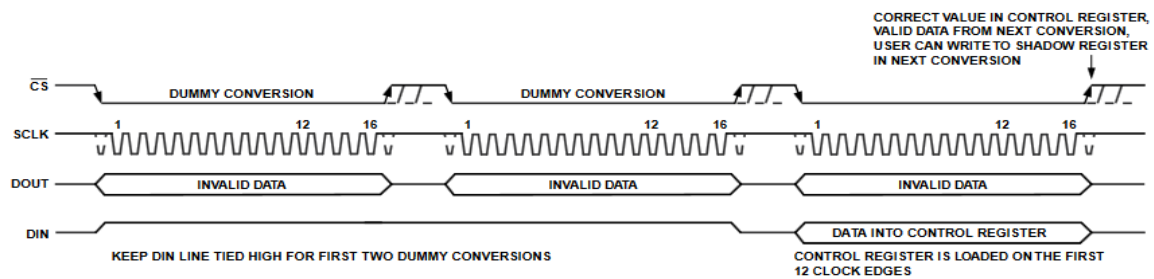 CORRECT VALUE IN CONTROL REGISTER,
VALID DATA FROM NEXT CONVERSION,
USER CAN WRITE TO SHADOW REGISTER
IN NEXT CONVERSION
CS
DUMMY CONVERSION
DUMMY CONVERSION
SCLK
1
12
16
1
12
16
1
12
16
DOUT
INVALID DATA
INVALID DATA
INVALID DATA
DIN
DATA INTO CONTROL REGISTER
KEEP DIN LINE TIED HIGH FOR FIRST TWO DUMMY CONVERSIONS
CONTROL REGISTER IS LOADED ON THE FIRST
12 CLOCK EDGES